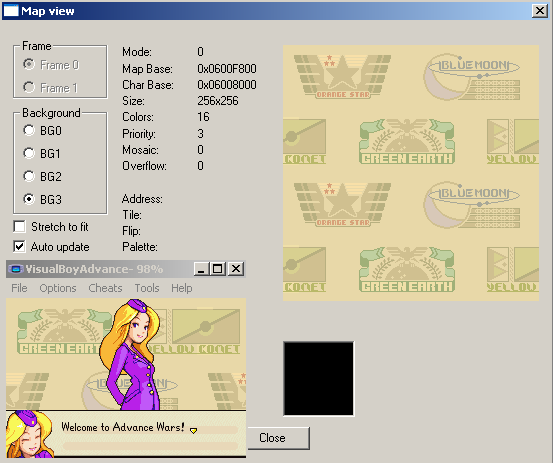 Map view
Frame
Frame 0
Frame 1
Background
BG0
BG1
BG2
BG3
Stretch to fit
Auto update
Mode: 0
Map Base: 0x0600F800
Char Base: 0x06008000
Size: 256x256
Colors: 16
Priority: 3
Mosaic: 0
Overflow: 0
Address:
Tile:
Flip:
Palette:
ORANGE STAR
BLUE MOON
COMET
GREEN EARTH
YELLOW
ORANGE STAR
BLUE MOON
COMET
GREEN EARTH
YELLOW
VisualBoyAdvance- 98%
File Options Cheats Tools Help
GREEN EARTH
YELLOW COMET
BLUE MOON
Welcome to Advance Wars!
Close